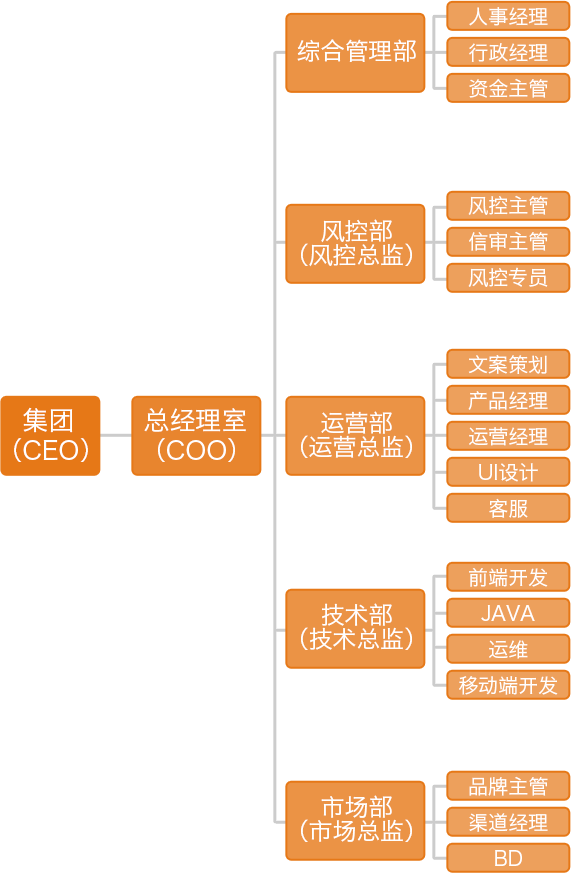 集团
（CEO）
总经理室
（COO）
综合管理部
人事经理
行政经理
资金主管
风控部
（风控总监）
风控主管
信审主管
风控专员
运营部
（运营总监）
文案策划
产品经理
运营经理
UI设计
客服
技术部
（技术总监）
前端开发
JAVA
运维
移动端开发
市场部
（市场总监）
品牌主管
渠道经理
BD